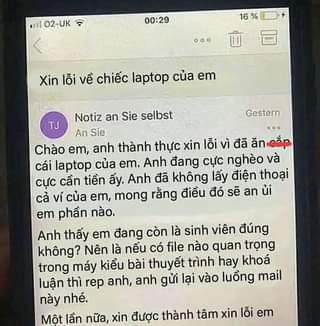 O2-UK 00:29 16 %
Xin lỗi về chiếc laptop của em
TJ Notiz an Sie selbst Gestern
An Sie
Chào em, anh thành thực xin lỗi vì đã ăn cắp
cái laptop của em. Anh đang cực nghèo và
cực cần tiền ấy. Anh đã không lấy điện thoại
cả ví của em, mong rằng điều đó sẽ an ủi
em phần nào.
Anh thấy em đang còn là sinh viên đúng
không? Nên là nếu có file nào quan trọng
trong máy kiểu bài thuyết trình hay khoá
luận thì rep anh, anh gửi lại vào luồng mail
này nhé.
Một lần nữa, xin được thành tâm xin lỗi em